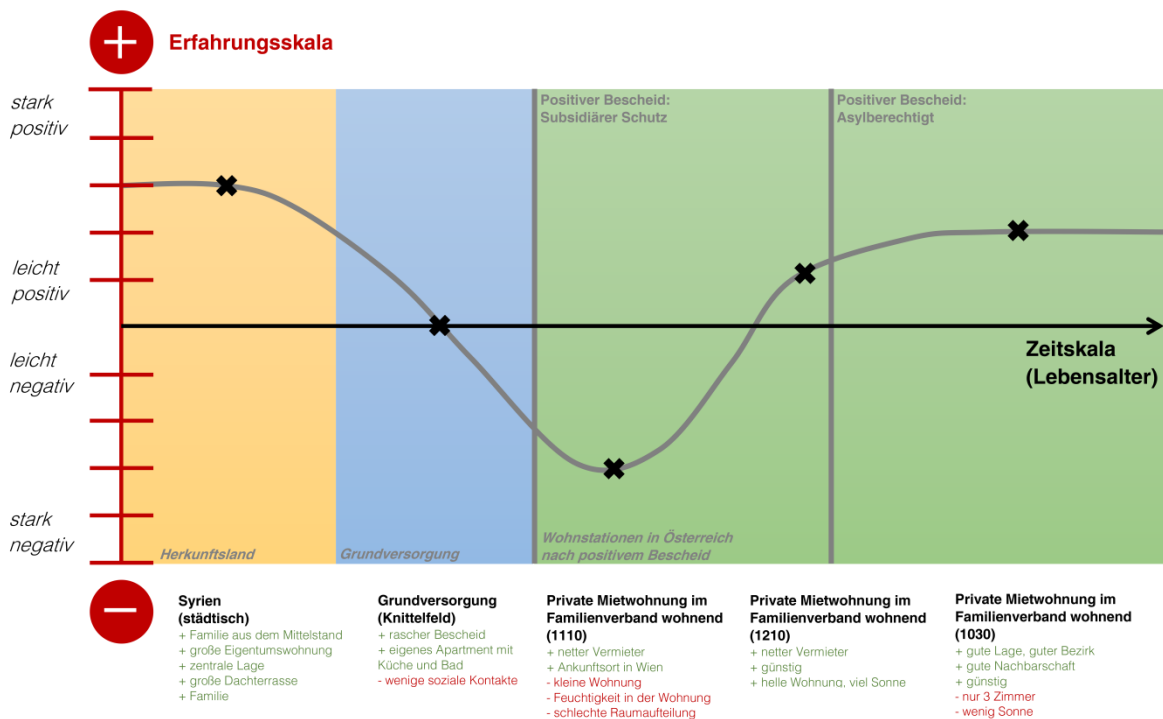 +
Erfahrungsskala
stark
positiv
leicht
positiv
leicht
negativ
stark
negativ
Positiver Bescheid:
Subsidiärer Schutz
Positiver Bescheid:
Asylberechtigt
Zeitskala
(Lebensalter)
Herkunftsland
Grundversorgung
Wohnstationen in Österreich
nach positivem Bescheid
−
Syrien
(städtisch)
+ Familie aus dem Mittelstand
+ große Eigentumswohnung
+ zentrale Lage
+ große Dachterrasse
+ Familie
Grundversorgung
(Knittelfeld)
+ rascher Bescheid
+ eigenes Apartment mit
Küche und Bad
- wenige soziale Kontakte
Private Mietwohnung im
Familienverband wohnend
(1110)
+ netter Vermieter
+ Ankunftsort in Wien
- kleine Wohnung
- Feuchtigkeit in der Wohnung
- schlechte Raumaufteilung
Private Mietwohnung im
Familienverband wohnend
(1210)
+ netter Vermieter
+ günstig
+ helle Wohnung, viel Sonne
Private Mietwohnung im
Familienverband wohnend
(1030)
+ gute Lage, guter Bezirk
+ gute Nachbarschaft
+ günstig
- nur 3 Zimmer
- wenig Sonne